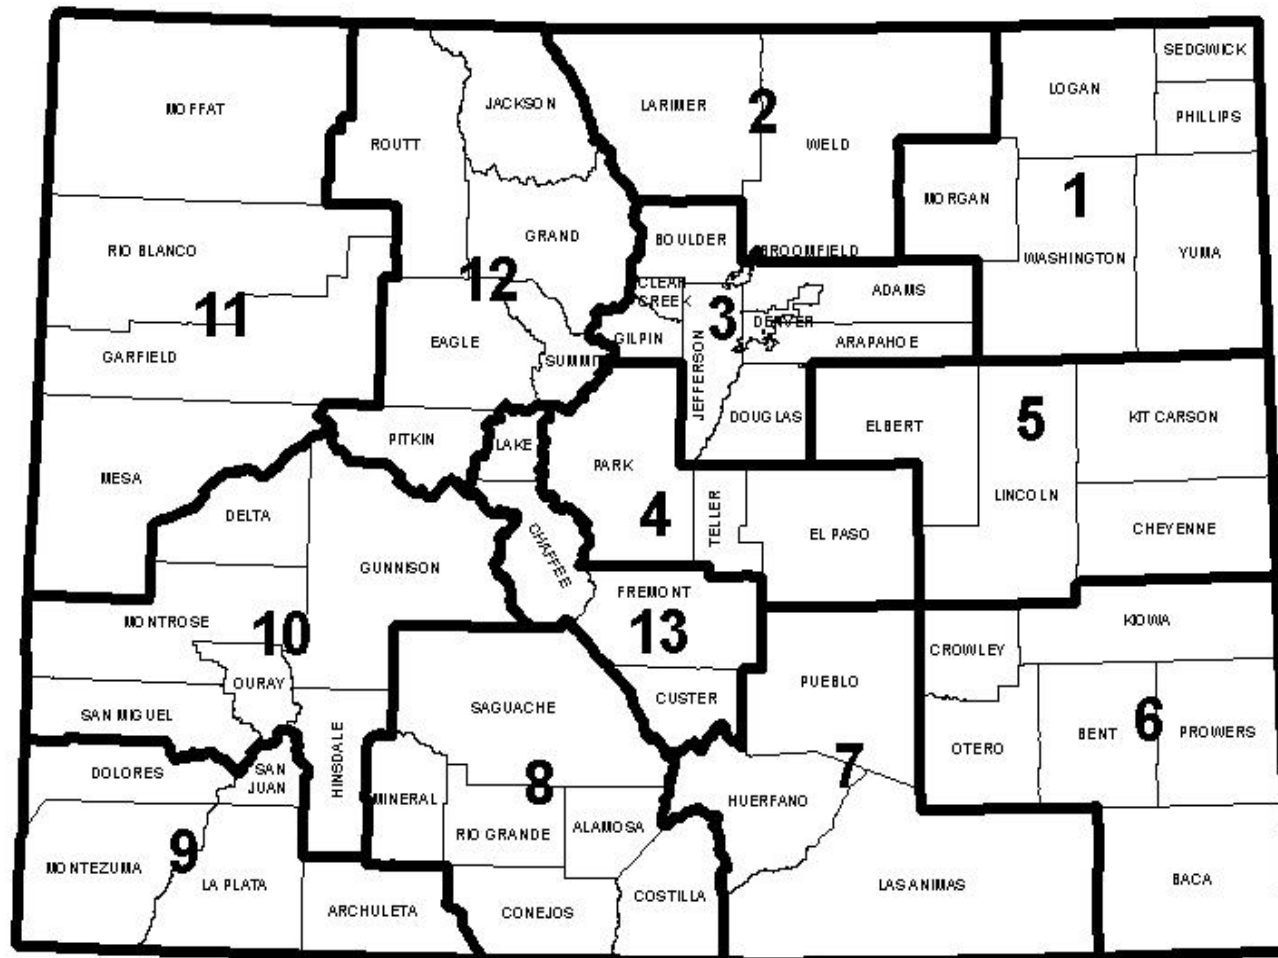 SEDGWICK
LOGAN
MOFFAT
JACKSON
LARIMER
2
PHILLIPS
ROUTT
WELD
MORGAN
1
GRAND
BOULDER
RIO BLANCO
BROOMFIELD
WASHINGTON
YUMA
12
CLEAR
CREEK
ADAMS
11
3
DENVER
GILPIN
EAGLE
ARAPAHOE
GARFIELD
SUMMIT
JEFFERSON
DOUGLAS
5
KIT CARSON
ELBERT
PITKIN
LAKE
PARK
MESA
LINCOLN
DELTA
4
TELLER
EL PASO
CHEYENNE
CHAFFEE
GUNNISON
FREMONT
MONTROSE
10
13
KIOWA
CROWLEY
OURAY
PUEBLO
CUSTER
SAGUACHE
SAN MIGUEL
6
BENT
PROWERS
OTERO
HINSDALE
DOLORES
SAN
JUAN
7
8
MINERAL
HUERFANO
RIO GRANDE
ALAMOSA
9
MONTEZUMA
LA PLATA
LAS ANIMAS
BACA
COSTILLA
ARCHULETA
CONEJOS